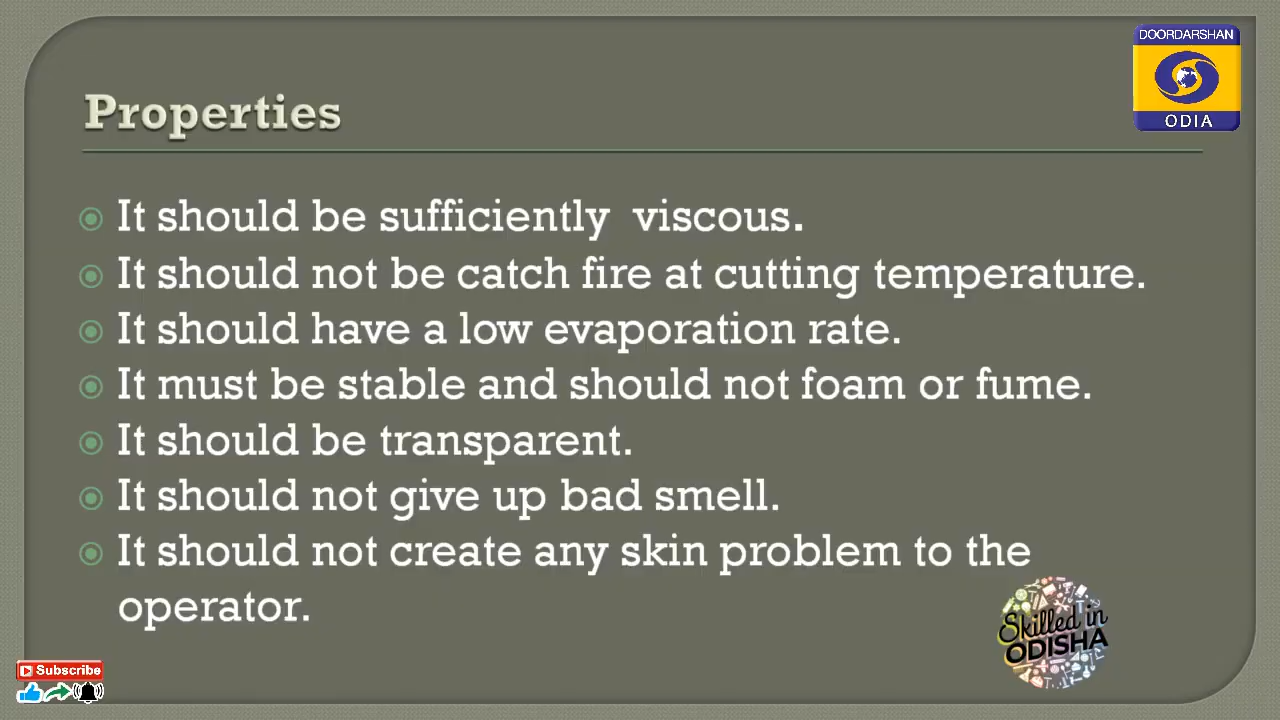 DOORDARSHAN
ODIA
Properties
It should be sufficiently viscous.
It should not be catch fire at cutting temperature.
It should have a low evaporation rate.
It must be stable and should not foam or fume.
It should be transparent.
It should not give up bad smell.
It should not create any skin problem to the
operator.
Skilled in
ODISHA
Subscribe